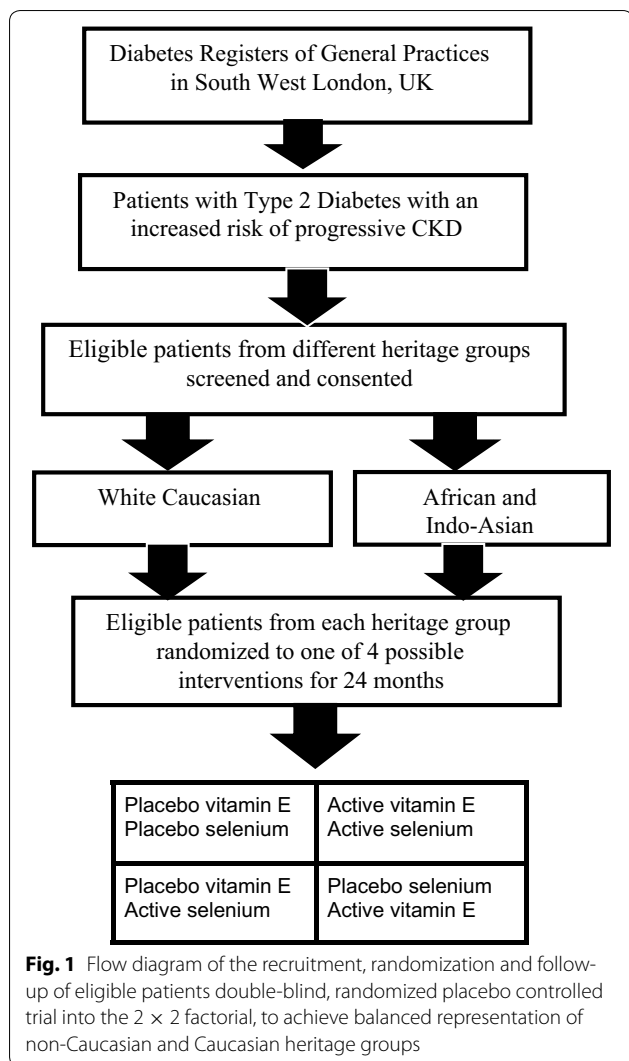 Diabetes Registers of General Practices
in South West London, UK
Patients with Type 2 Diabetes with an
increased risk of progressive CKD
Eligible patients from different heritage groups
screened and consented
White Caucasian
African and
Indo-Asian
Eligible patients from each heritage group
randomized to one of 4 possible
interventions for 24 months
Placebo vitamin E
Placebo selenium
Active vitamin E
Active selenium
Placebo vitamin E
Active selenium
Placebo selenium
Active vitamin E
Fig. 1 Flow diagram of the recruitment, randomization and follow-
up of eligible patients double-blind, randomized placebo controlled
trial into the 2 × 2 factorial, to achieve balanced representation of
non-Caucasian and Caucasian heritage groups